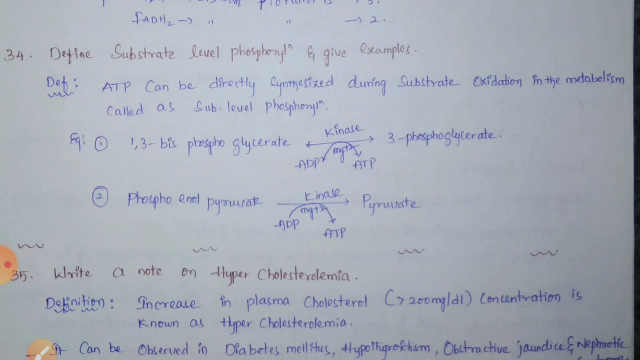 FADH₂ → " " → 2.
34. Define Substrate level phosphorylⁿ & give examples.
Def: ATP Can be directly Synthesized during Substrate Oxidation in the metabolism
Called as Sub-level phosphorylⁿ.
Eg: ① 1,3-bis phospho glycerate Kinase mg+2 ADP ATP 3-phosphoglycerate.
② Phospho enol pyruvate Kinase mg+2 ADP ATP Pyruvate
35. Write a note on Hyper Cholesterolemia.
Definition: Increase in plasma Cholesterol (>200mg/dl) Concentration is
Known as Hyper Cholesterolemia.
It Can be Observed in Diabetes mellitus, Hypothyroidism, Obstructive jaundice & Nephrotic